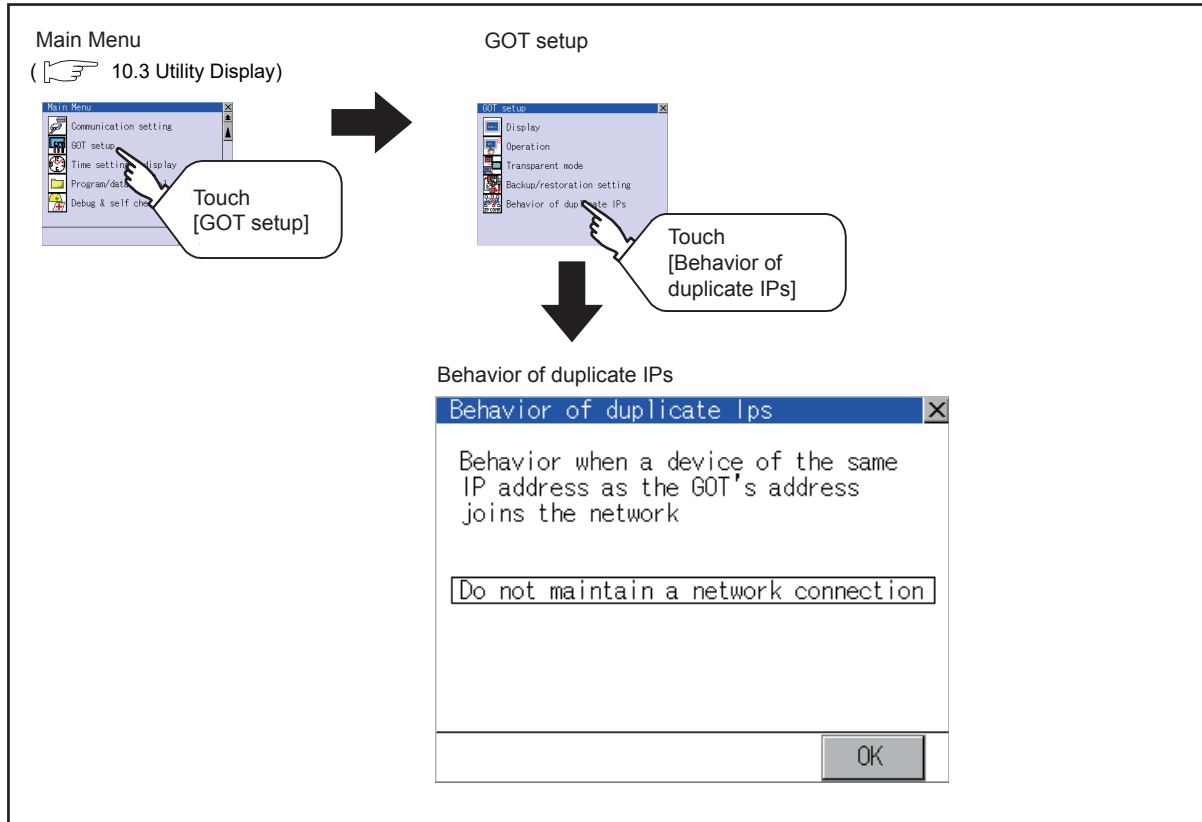 Main Menu
( 10.3 Utility Display)
Main Menu
Communication setting
GOT setup
Time setting display
Program/data
Debug & self che
Touch
[GOT setup]
GOT setup
GOT setup
Display
Operation
Transparent mode
Backup/restoration setting
Behavior of duplicate IPs
Touch
[Behavior of
duplicate IPs]
Behavior of duplicate IPs
Behavior of duplicate Ips
Behavior when a device of the same
IP address as the GOT's address
joins the network
Do not maintain a network connection
OK